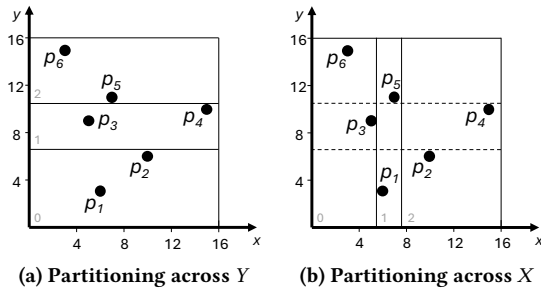 y
16
12
8
4
0
1
2
p6
p5
p3
p4
p2
p1
4
8
12
16
x
(a) Partitioning across Y
y
16
12
8
4
0
1
2
p6
p5
p3
p4
p1
p2
4
8
12
16
x
(b) Partitioning across X